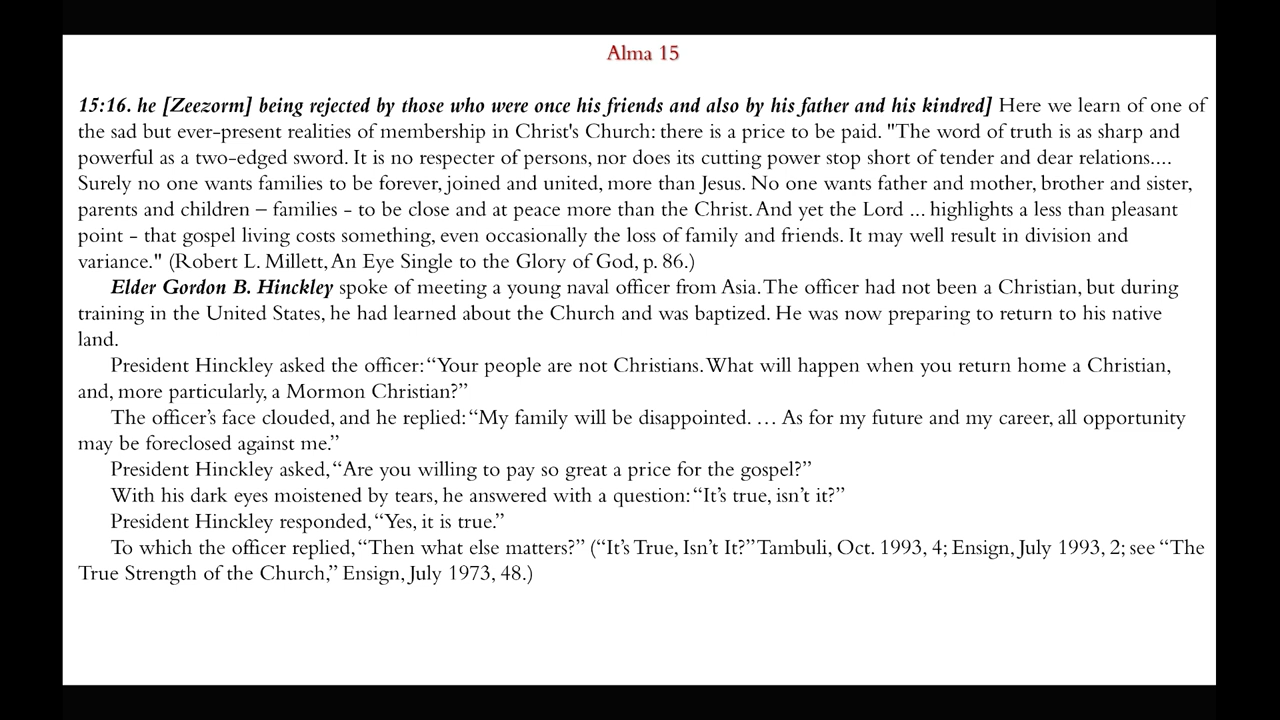 Alma 15
15:16. he [Zeezorm] being rejected by those who were once his friends and also by his father and his kindred] Here we learn of one of
the sad but ever-present realities of membership in Christ's Church: there is a price to be paid. "The word of truth is as sharp and
powerful as a two-edged sword. It is no respecter of persons, nor does its cutting power stop short of tender and dear relations....
Surely no one wants families to be forever, joined and united, more than Jesus. No one wants father and mother, brother and sister,
parents and children – families - to be close and at peace more than the Christ. And yet the Lord ... highlights a less than pleasant
point - that gospel living costs something, even occasionally the loss of family and friends. It may well result in division and
variance." (Robert L. Millett, An Eye Single to the Glory of God, p. 86.)
Elder Gordon B. Hinckley spoke of meeting a young naval officer from Asia. The officer had not been a Christian, but during
training in the United States, he had learned about the Church and was baptized. He was now preparing to return to his native
land.
President Hinckley asked the officer: “Your people are not Christians. What will happen when you return home a Christian,
and, more particularly, a Mormon Christian?”
The officer’s face clouded, and he replied: “My family will be disappointed. … As for my future and my career, all opportunity
may be foreclosed against me.”
President Hinckley asked, “Are you willing to pay so great a price for the gospel?”
With his dark eyes moistened by tears, he answered with a question: “It’s true, isn’t it?”
President Hinckley responded, “Yes, it is true.”
To which the officer replied, “Then what else matters?” (“It’s True, Isn’t It?” Tambuli, Oct. 1993, 4; Ensign, July 1993, 2; see “The
True Strength of the Church,” Ensign, July 1973, 48.)